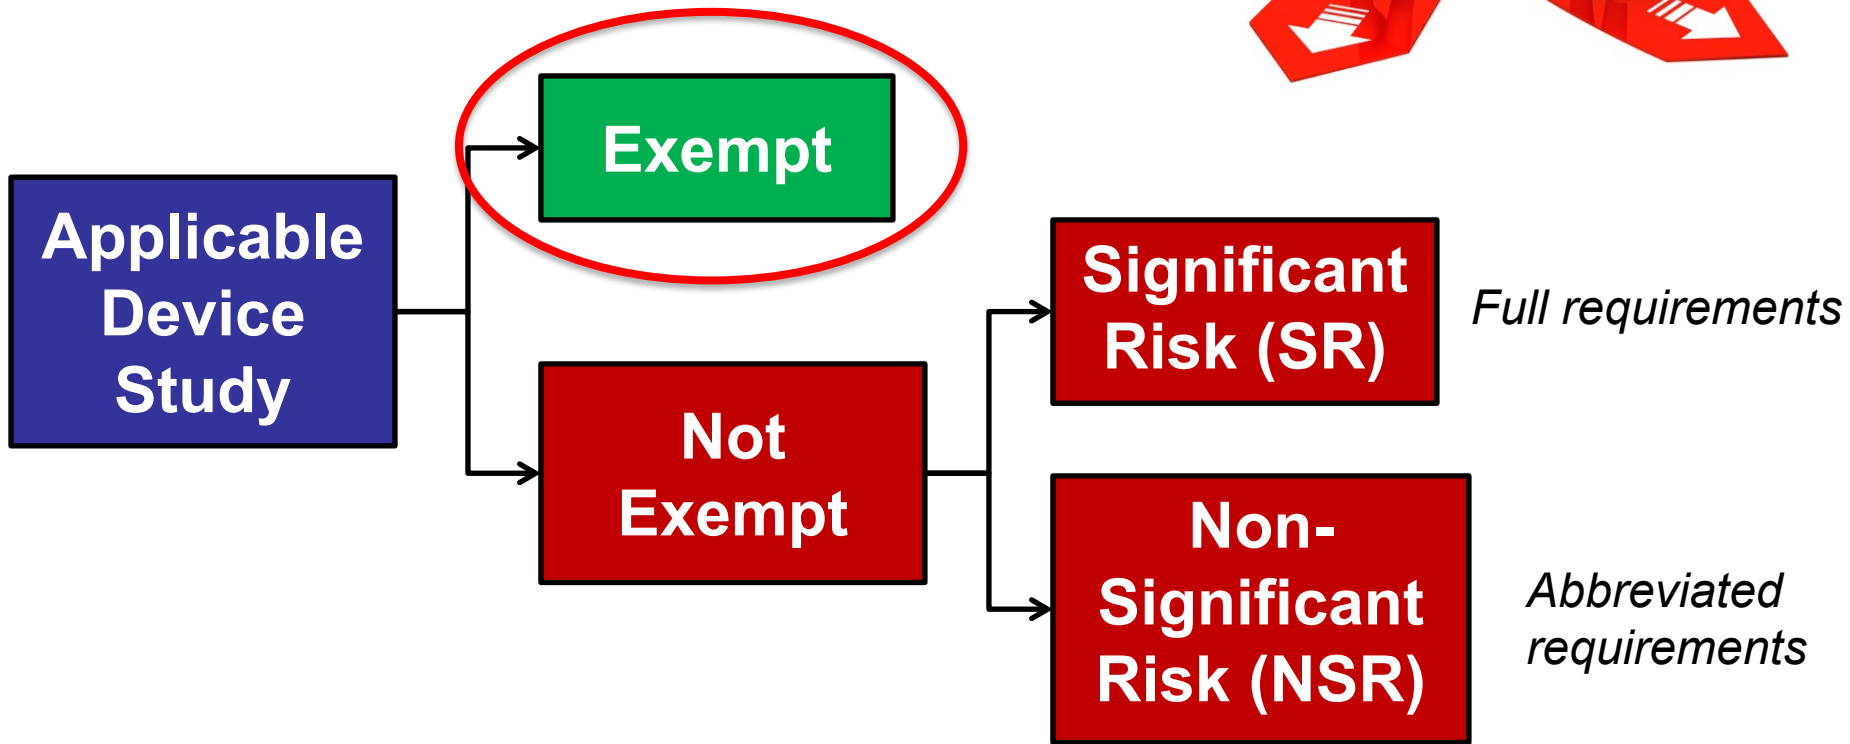 Applicable
Device
Study
Exempt
Not
Exempt
Significant
Risk (SR)
Full requirements
Non-
Significant
Risk (NSR)
Abbreviated
requirements